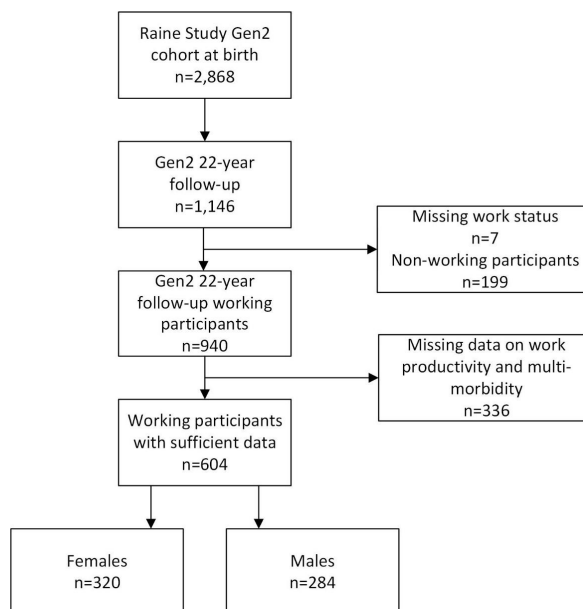 Raine Study Gen2
cohort at birth
n=2,868
Gen2 22-year
follow-up
n=1,146
Missing work status
n=7
Non-working participants
n=199
Gen2 22-year
follow-up working
participants
n=940
Missing data on work
productivity and multi-
morbidity
n=336
Working participants
with sufficient data
n=604
Females
n=320
Males
n=284